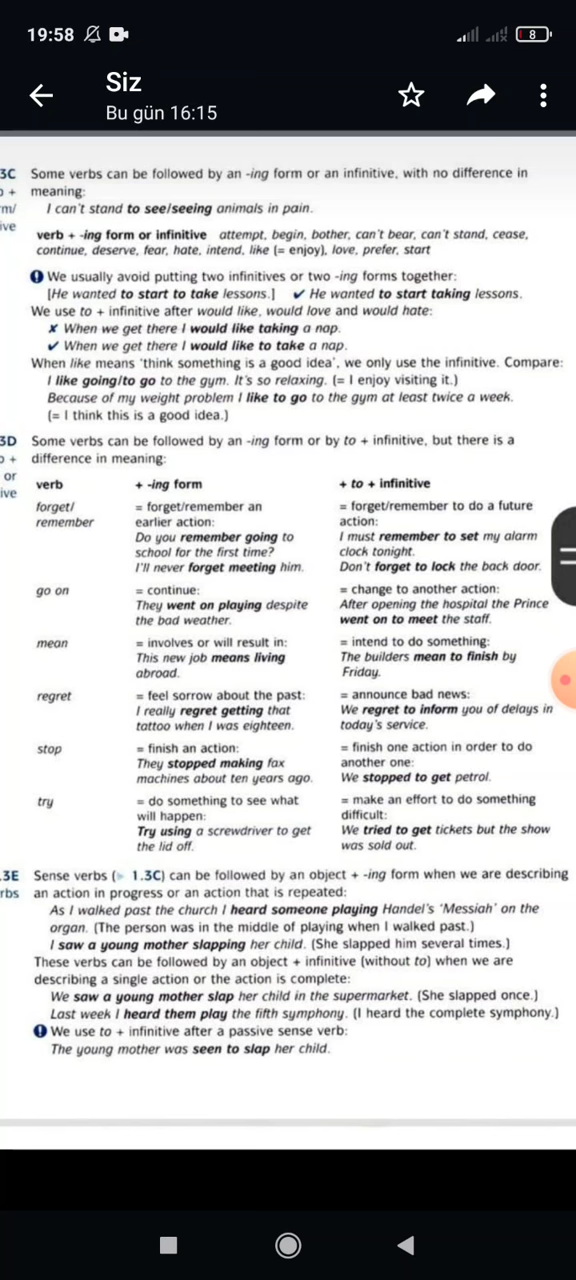 19:58
8
Siz
Bu gün 16:15
3C Some verbs can be followed by an -ing form or an infinitive, with no difference in
+ meaning:
m/ I can't stand to see/seeing animals in pain.
ive
verb + -ing form or infinitive attempt, begin, bother, can't bear, can't stand, cease,
continue, deserve, fear, hate, intend, like (= enjoy), love, prefer, start
We usually avoid putting two infinitives or two -ing forms together:
[He wanted to start to take lessons.] ✔ He wanted to start taking lessons.
We use to + infinitive after would like, would love and would hate:
✘ When we get there I would like taking a nap.
✔ When we get there I would like to take a nap.
When like means 'think something is a good idea', we only use the infinitive. Compare:
I like going/to go to the gym. It's so relaxing. (= I enjoy visiting it.)
Because of my weight problem I like to go to the gym at least twice a week.
(= I think this is a good idea.)
3D Some verbs can be followed by an -ing form or by to + infinitive, but there is a
+ difference in meaning:
or
ive
verb + -ing form + to + infinitive
forget/ remember
= forget/remember an
earlier action:
Do you remember going to
school for the first time?
I'll never forget meeting him.
= forget/remember to do a future
action:
I must remember to set my alarm
clock tonight.
Don't forget to lock the back door.
go on
= continue:
They went on playing despite
the bad weather.
= change to another action:
After opening the hospital the Prince
went on to meet the staff.
mean
= involves or will result in:
This new job means living
abroad.
= intend to do something:
The builders mean to finish by
Friday.
regret
= feel sorrow about the past:
I really regret getting that
tattoo when I was eighteen.
= announce bad news:
We regret to inform you of delays in
today's service.
stop
= finish an action:
They stopped making fax
machines about ten years ago.
= finish one action in order to do
another one:
We stopped to get petrol.
try
= do something to see what
will happen:
Try using a screwdriver to get
the lid off.
= make an effort to do something
difficult:
We tried to get tickets but the show
was sold out.
.3E Sense verbs (▸ 1.3C) can be followed by an object + -ing form when we are describing
rbs an action in progress or an action that is repeated:
As I walked past the church I heard someone playing Handel's 'Messiah' on the
organ. (The person was in the middle of playing when I walked past.)
I saw a young mother slapping her child. (She slapped him several times.)
These verbs can be followed by an object + infinitive (without to) when we are
describing a single action or the action is complete:
We saw a young mother slap her child in the supermarket. (She slapped once.)
Last week I heard them play the fifth symphony. (I heard the complete symphony.)
We use to + infinitive after a passive sense verb:
The young mother was seen to slap her child.